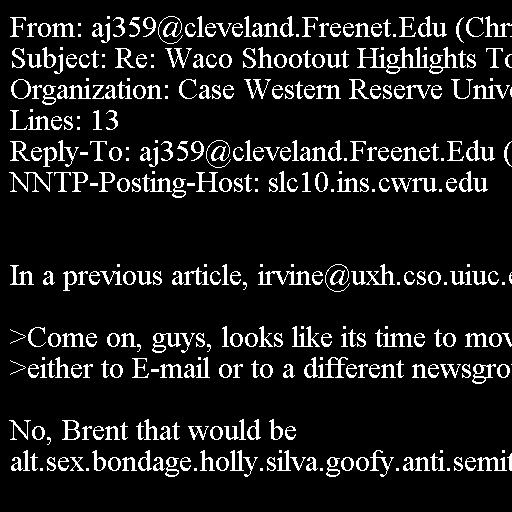 From: aj359@cleveland.Freenet.Edu (Chr
Subject: Re: Waco Shootout Highlights To
Organization: Case Western Reserve Unive
Lines: 13
Reply-To: aj359@cleveland.Freenet.Edu (
NNTP-Posting-Host: slc10.ins.cwru.edu
In a previous article, irvine@uxh.cso.uiuc.e
>Come on, guys, looks like its time to mov
>either to E-mail or to a different newsgro
No, Brent that would be
alt.sex.bondage.holly.silva.goofy.anti.semit